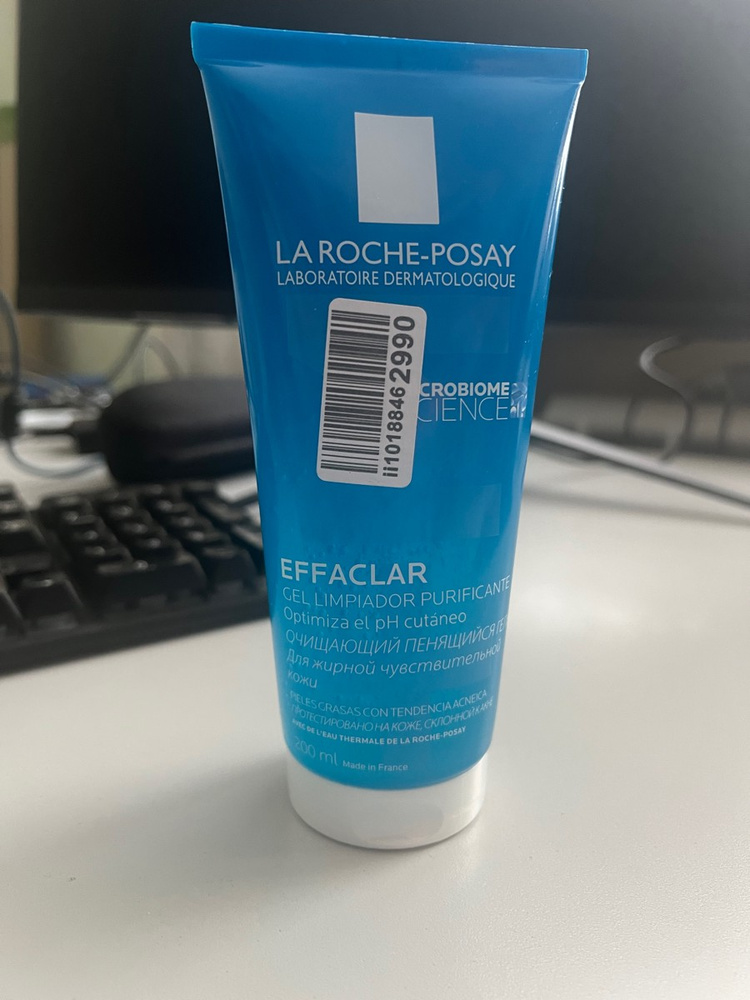 LA ROCHE-POSAY
LABORATOIRE DERMATOLOGIQUE
ii10188462990
CROBIOME
CIENCE
EFFACLAR
GEL LIMPIADOR PURIFICANTE
Optimiza el pH cutáneo
ОЧИЩАЮЩИЙ ПЕНЯЩИЙСЯ ГЕ
Для жирной чувствительной
кожи
PIELES GRASAS CON TENDENCIA ACNEICA
ПРОТЕСТИРОВАНО НА КОЖЕ, СКЛОННОЙ К АКНЕ
AVEC DE L'EAU THERMALE DE LA ROCHE-POSAY
200 ml Made in France